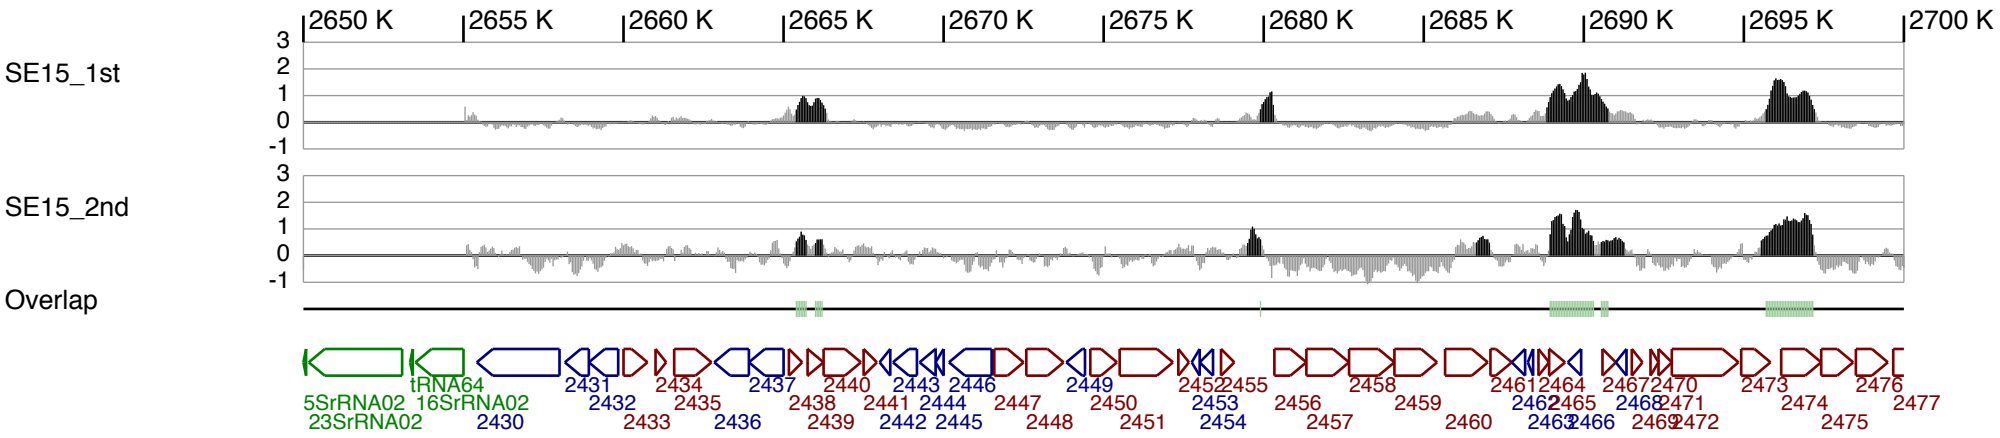 2650 K 2655 K 2660 K 2665 K 2670 K 2675 K 2680 K 2685 K 2690 K 2695 K 2700 K
3
2
SE15_1st
1
0
-1
3
2
SE15_2nd
1
0
-1
Overlap
tRNA64 2431 2434 2437 2440 2443 2446 2449 2452 2455 2458 2461 2464 2467 2470 2473 2476
5SrRNA02 16SrRNA02 2432 2435 2438 2441 2444 2447 2450 2453 2456 2459 2462 2465 2468 2471 2474 2477
23SrRNA02 2430 2433 2436 2439 2442 2445 2448 2451 2454 2457 2460 2463 2466 2469 2472 2475